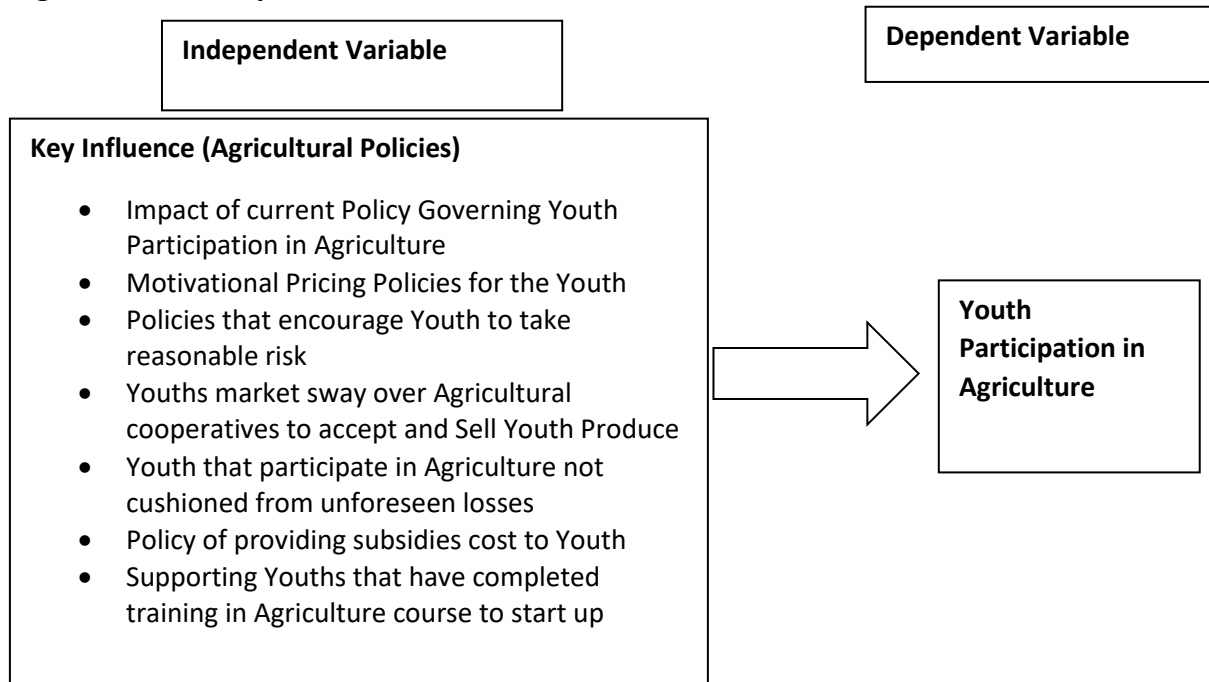 Independent Variable
Dependent Variable
Key Influence (Agricultural Policies)
• Impact of current Policy Governing Youth
Participation in Agriculture
• Motivational Pricing Policies for the Youth
• Policies that encourage Youth to take
reasonable risk
• Youths market sway over Agricultural
cooperatives to accept and Sell Youth Produce
• Youth that participate in Agriculture not
cushioned from unforeseen losses
• Policy of providing subsidies cost to Youth
• Supporting Youths that have completed
training in Agriculture course to start up
Youth
Participation in
Agriculture